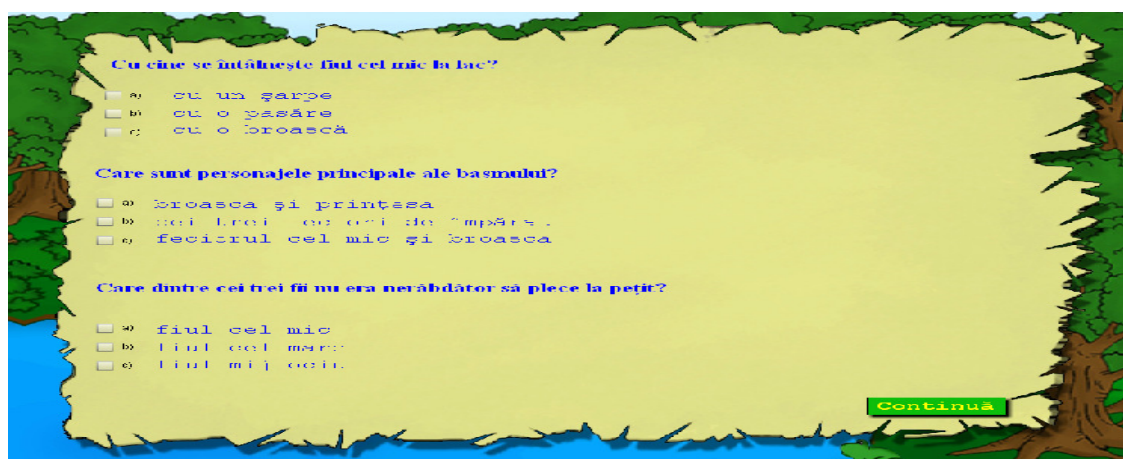 Cu cine se întâlnește fiul cel mic la lac?
a) cu un șarpe
b) cu o pasăre
c) cu o broască
Care sunt personajele principale ale basmului?
a) broasca și prințesa
b) cei trei de împăra
c) feciorul cel mic și broasca
Care dintre cei trei fii nu era nerăbdător să plece la pețit?
a) fiul cel mic
b) fiul cel mare
c) fiul mijlociu
Continuă